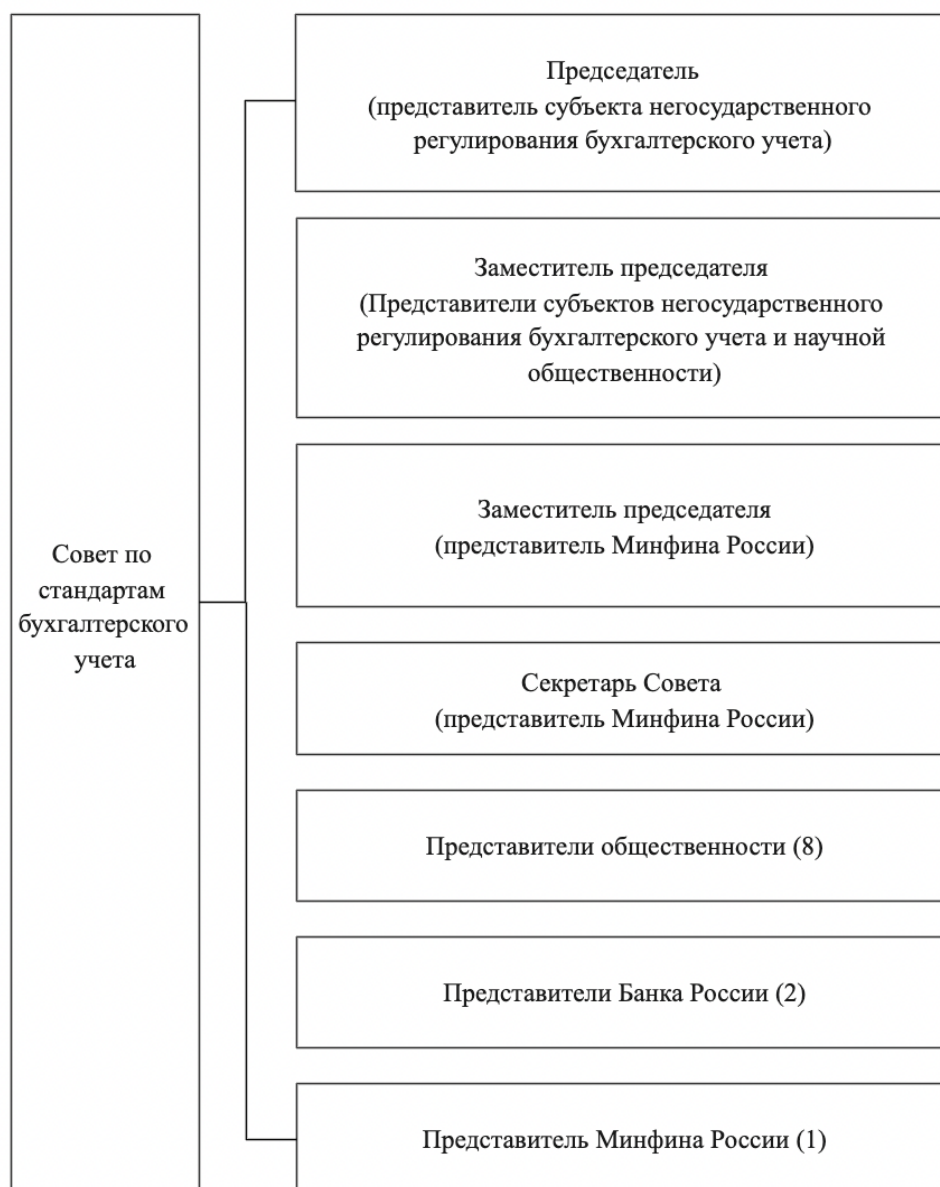 Совет по
стандартам
бухгалтерского
учета
Председатель
(представитель субъекта негосударственного
регулирования бухгалтерского учета)
Заместитель председателя
(Представители субъектов негосударственного
регулирования бухгалтерского учета и научной
общественности)
Заместитель председателя
(представитель Минфина России)
Секретарь Совета
(представитель Минфина России)
Представители общественности (8)
Представители Банка России (2)
Представитель Минфина России (1)